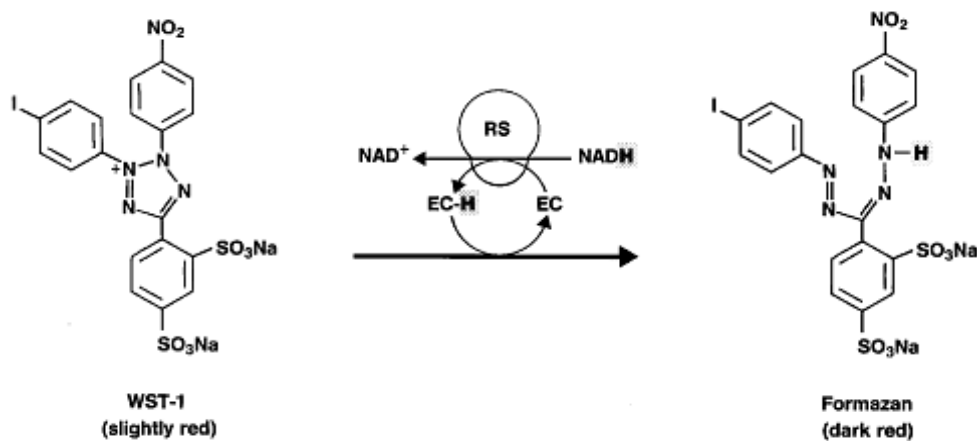 NO₂
I
N
N
+
N
N
SO₃Na
SO₃Na
WST-1
(slightly red)
RS
NAD⁺
NADH
EC-H
EC
NO₂
I
N–H
N
N
N
SO₃Na
SO₃Na
Formazan
(dark red)